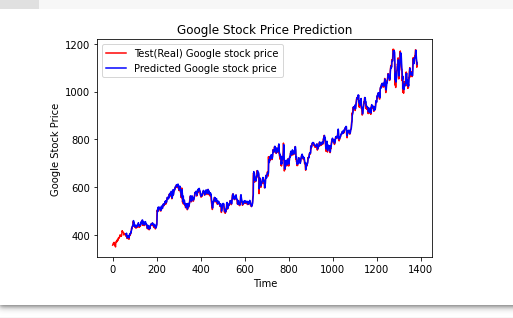 Google Stock Price Prediction
Test(Real) Google stock price
Predicted Google stock price
1200
1000
800
600
400
Google Stock Price
0 200 400 600 800 1000 1200 1400
Time